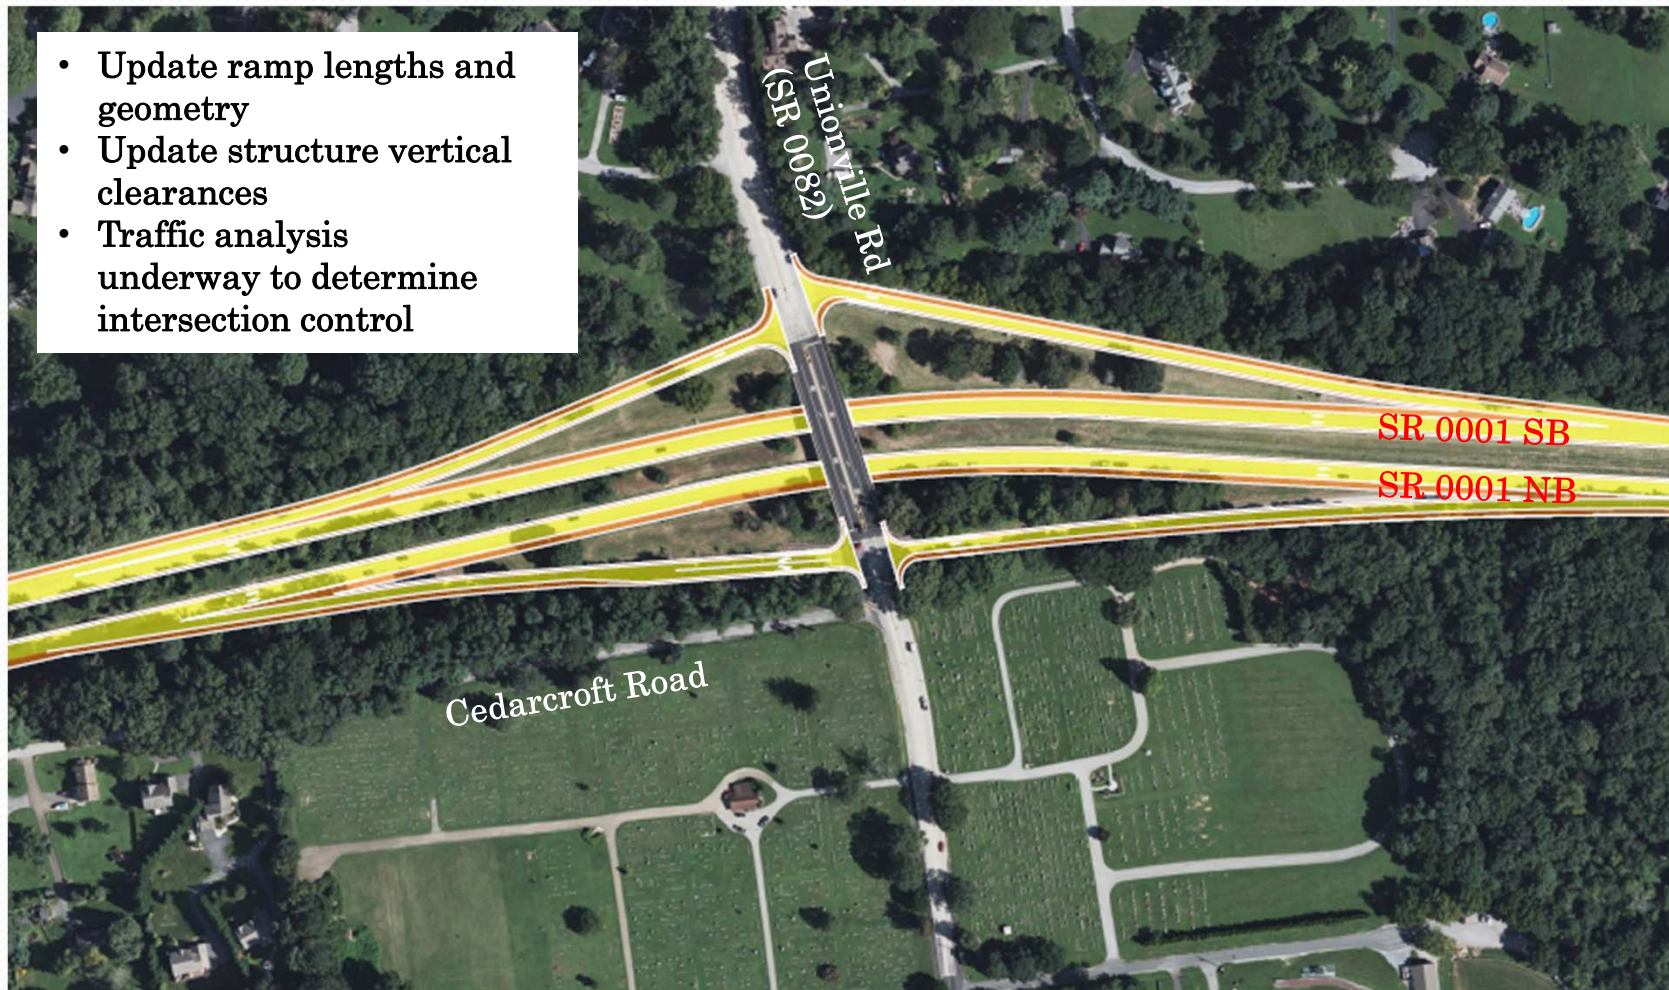 • Update ramp lengths and
geometry
• Update structure vertical
clearances
• Traffic analysis
underway to determine
intersection control
Unionville Rd
(SR 0082)
SR 0001 SB
SR 0001 NB
Cedarcroft Road